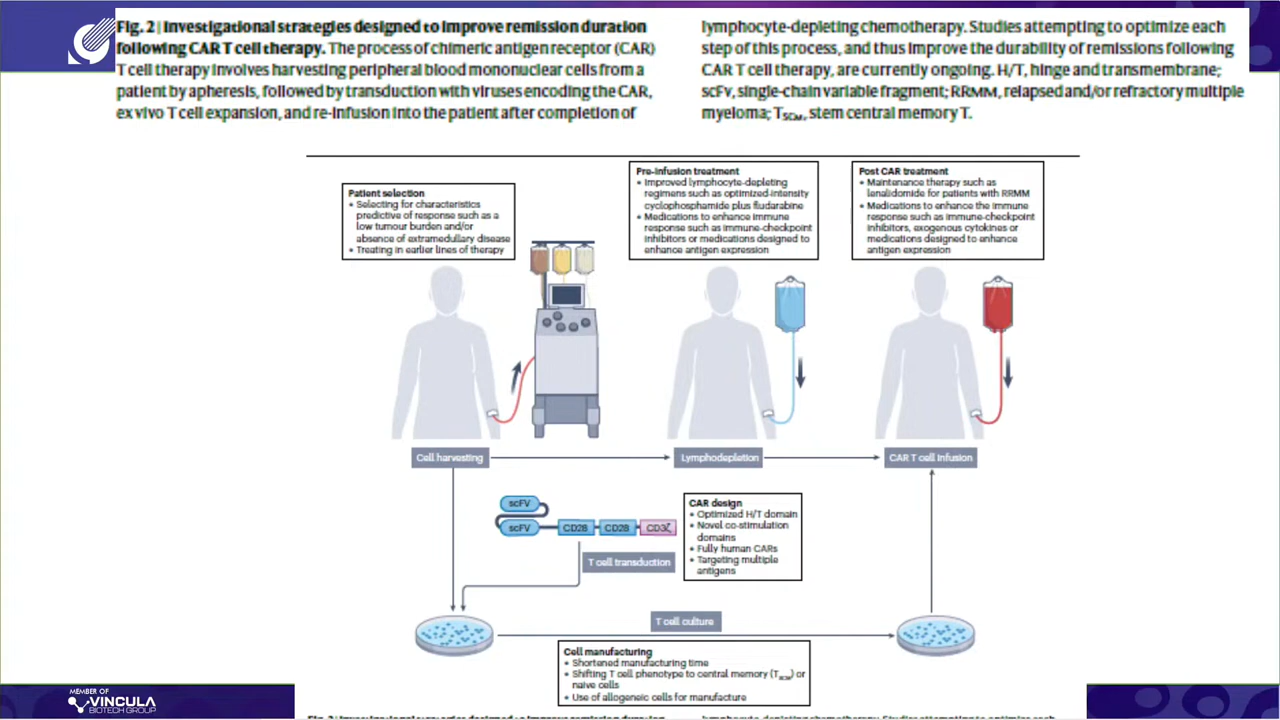 Fig. 2 | Investigational strategies designed to improve remission duration
following CAR T cell therapy. The process of chimeric antigen receptor (CAR)
T cell therapy involves harvesting peripheral blood mononuclear cells from a
patient by apheresis, followed by transduction with viruses encoding the CAR,
ex vivo T cell expansion, and re-infusion into the patient after completion of
lymphocyte-depleting chemotherapy. Studies attempting to optimize each
step of this process, and thus improve the durability of remissions following
CAR T cell therapy, are currently ongoing. H/T, hinge and transmembrane;
scFv, single-chain variable fragment; RRMM, relapsed and/or refractory multiple
myeloma; TSCM, stem central memory T.
Patient selection
• Selecting for characteristics
predictive of response such as a
low tumour burden and/or
absence of extramedullary disease
• Treating in earlier lines of therapy
Pre-infusion treatment
• Improved lymphocyte-depleting
regimens such as optimized-intensity
cyclophosphamide plus fludarabine
• Medications to enhance immune
response such as immune-checkpoint
inhibitors or medications designed to
enhance antigen expression
Post CAR treatment
• Maintenance therapy such as
lenalidomide for patients with RRMM
• Medications to enhance the immune
response such as immune-checkpoint
inhibitors, exogenous cytokines or
medications designed to enhance
antigen expression
Cell harvesting
Lymphodepletion
CAR T cell infusion
scFV
scFV
CD28
CD28
CD3ζ
T cell transduction
CAR design
• Optimized H/T domain
• Novel co-stimulation
domains
• Fully human CARs
• Targeting multiple
antigens
T cell culture
Cell manufacturing
• Shortened manufacturing time
• Shifting T cell phenotype to central memory (TSCM) or
naive cells
• Use of allogeneic cells for manufacture
MEMBER OF
VINCULA
BIOTECH GROUP